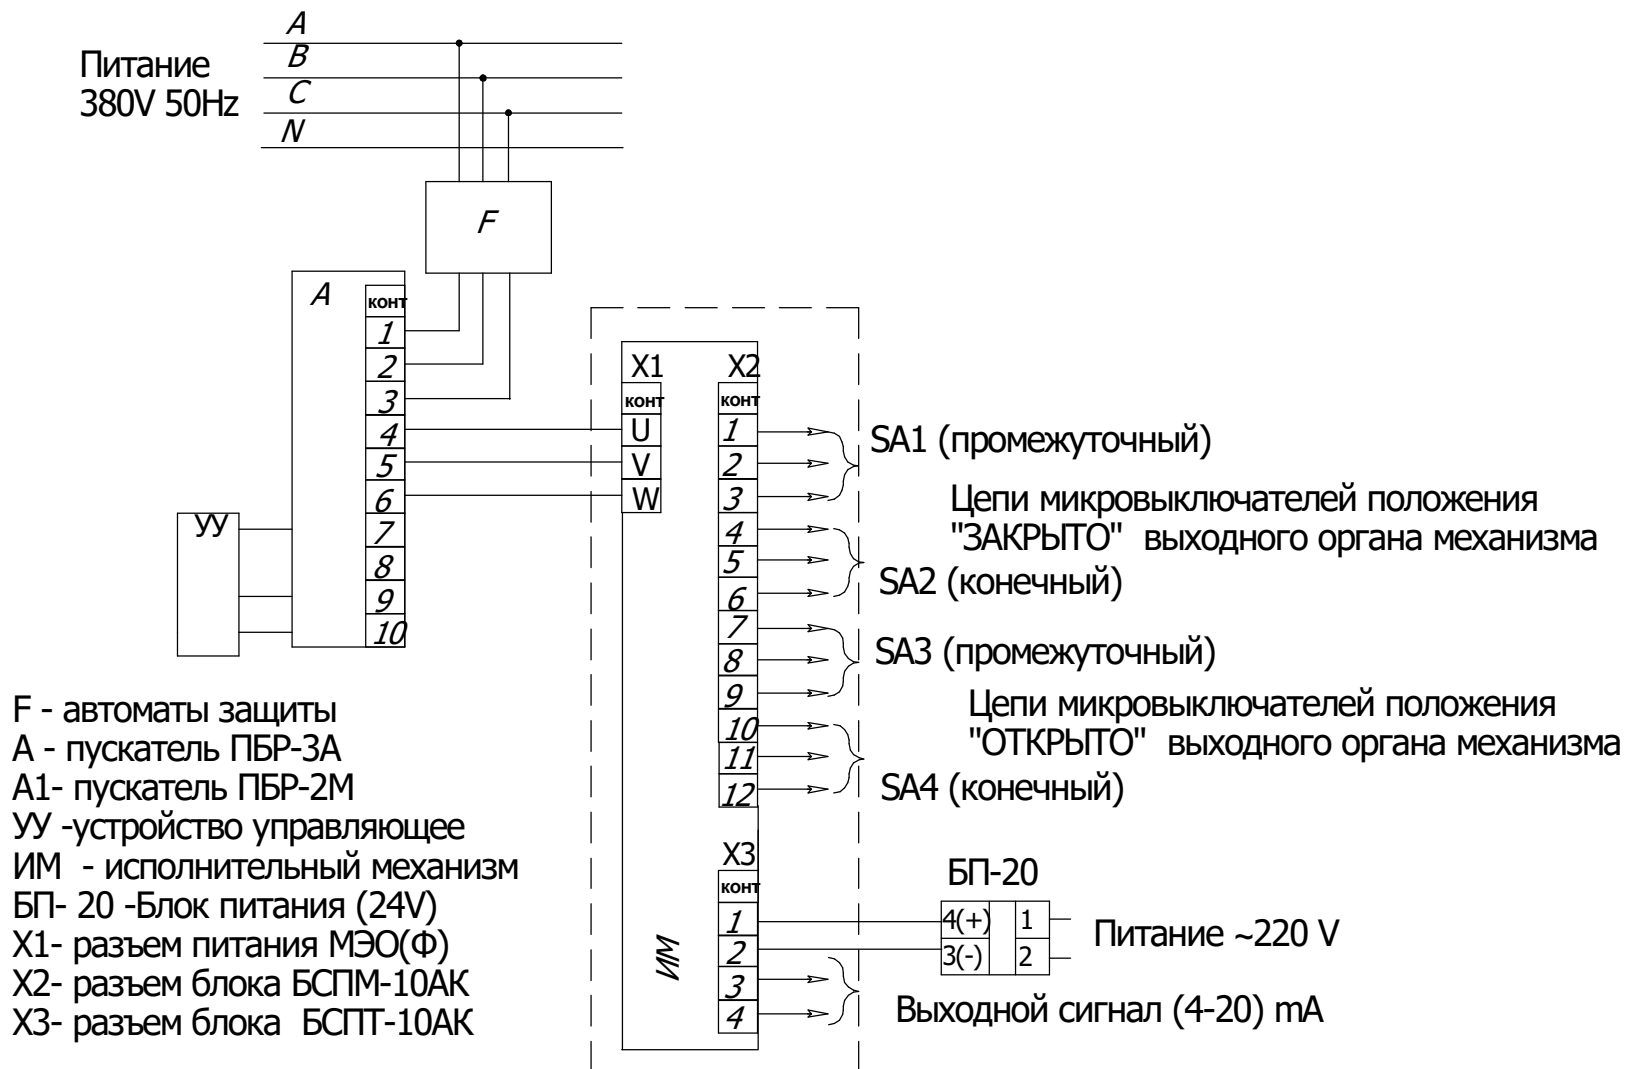 A
B
C
N
Питание
380V 50Hz
F
A
конт
1
2
3
4
5
6
7
8
9
10
УУ
X1
конт
U
V
W
X2
конт
1
2
3
4
5
6
7
8
9
10
11
12
X3
конт
1
2
3
4
ИМ
SA1 (промежуточный)
Цепи микровыключателей положения
"ЗАКРЫТО" выходного органа механизма
SA2 (конечный)
SA3 (промежуточный)
Цепи микровыключателей положения
"ОТКРЫТО" выходного органа механизма
SA4 (конечный)
БП-20
4(+) 1
3(-) 2
Питание ~220 V
Выходной сигнал (4-20) mA
F - автоматы защиты
А - пускатель ПБР-3А
А1- пускатель ПБР-2М
УУ -устройство управляющее
ИМ - исполнительный механизм
БП- 20 -Блок питания (24V)
X1- разъем питания МЭО(Ф)
X2- разъем блока БСПМ-10АК
X3- разъем блока БСПТ-10АК